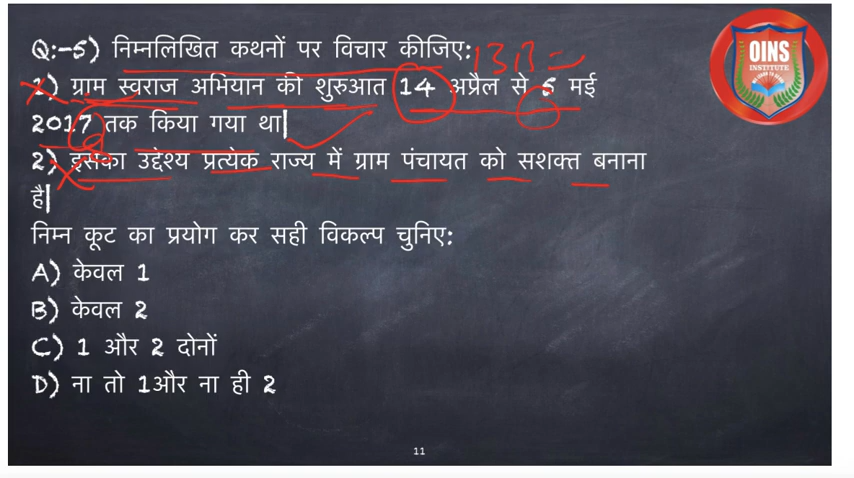 Q:-5) निम्नलिखित कथनों पर विचार कीजिए:
1) ग्राम स्वराज अभियान की शुरुआत 14 अप्रैल से 5 मई
2017 तक किया गया था|
2) इसका उद्देश्य प्रत्येक राज्य में ग्राम पंचायत को सशक्त बनाना
है|
निम्न कूट का प्रयोग कर सही विकल्प चुनिए:
A) केवल 1
B) केवल 2
C) 1 और 2 दोनों
D) ना तो 1और ना ही 2
11
OINS
INSTITUTE